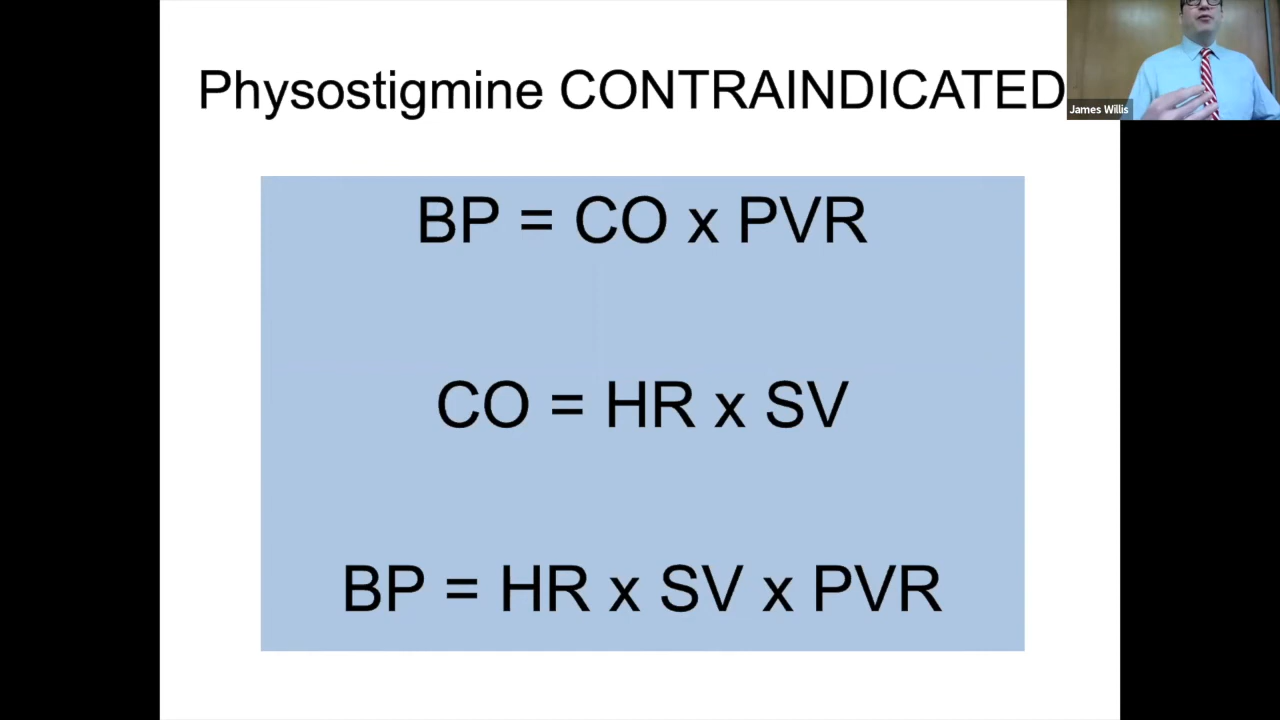 Physostigmine CONTRAINDICATED
James Willis
BP = CO x PVR
CO = HR x SV
BP = HR x SV x PVR